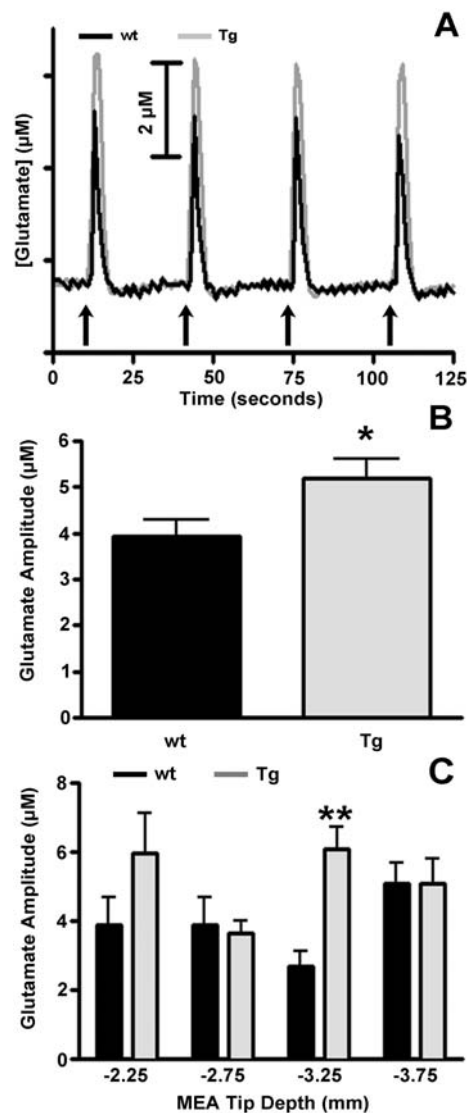 A
wt Tg
2 µM
[Glutamate] (µM)
0 25 50 75 100 125
Time (seconds)
B
*
Glutamate Amplitude (µM)
6
5
4
3
2
1
0
wt Tg
C
wt Tg
**
Glutamate Amplitude (µM)
8
6
4
2
0
-2.25 -2.75 -3.25 -3.75
MEA Tip Depth (mm)